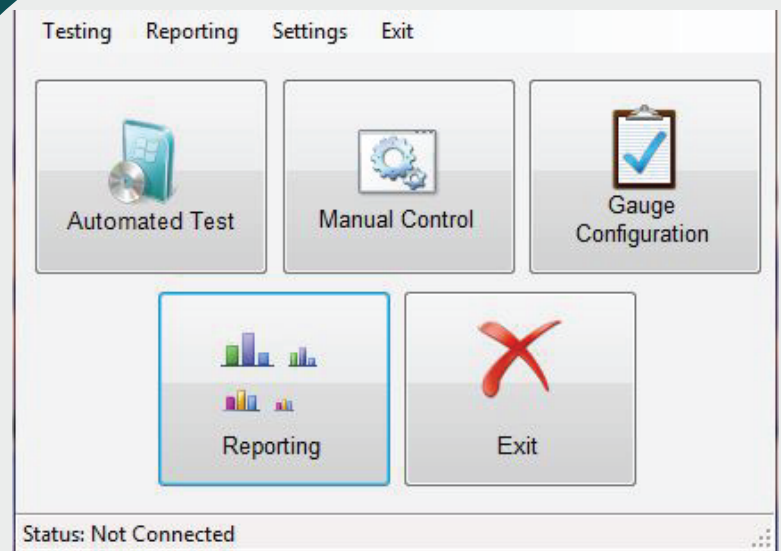 Testing Reporting Settings Exit
Automated Test
Manual Control
Gauge
Configuration
Reporting
Exit
Status: Not Connected